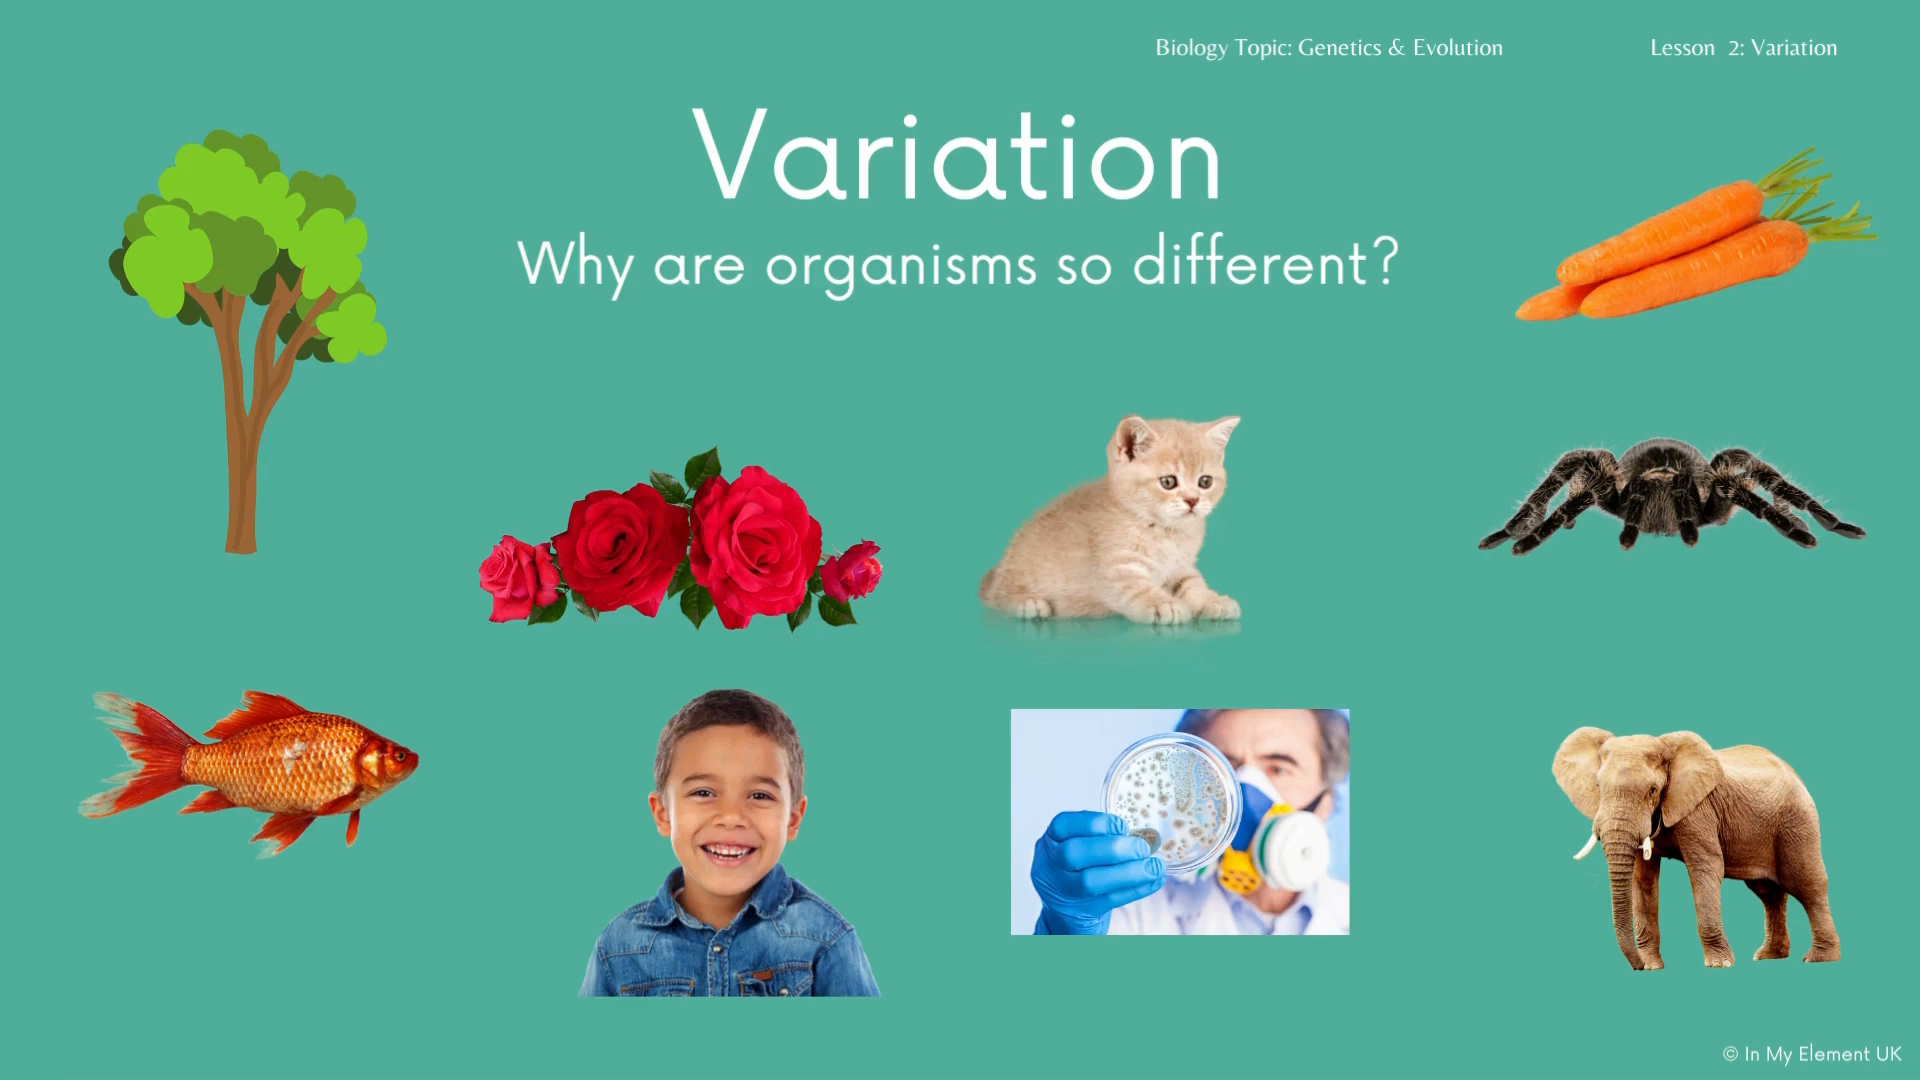 Biology Topic: Genetics & Evolution
Lesson 2: Variation
Variation
Why are organisms so different?
© In My Element UK